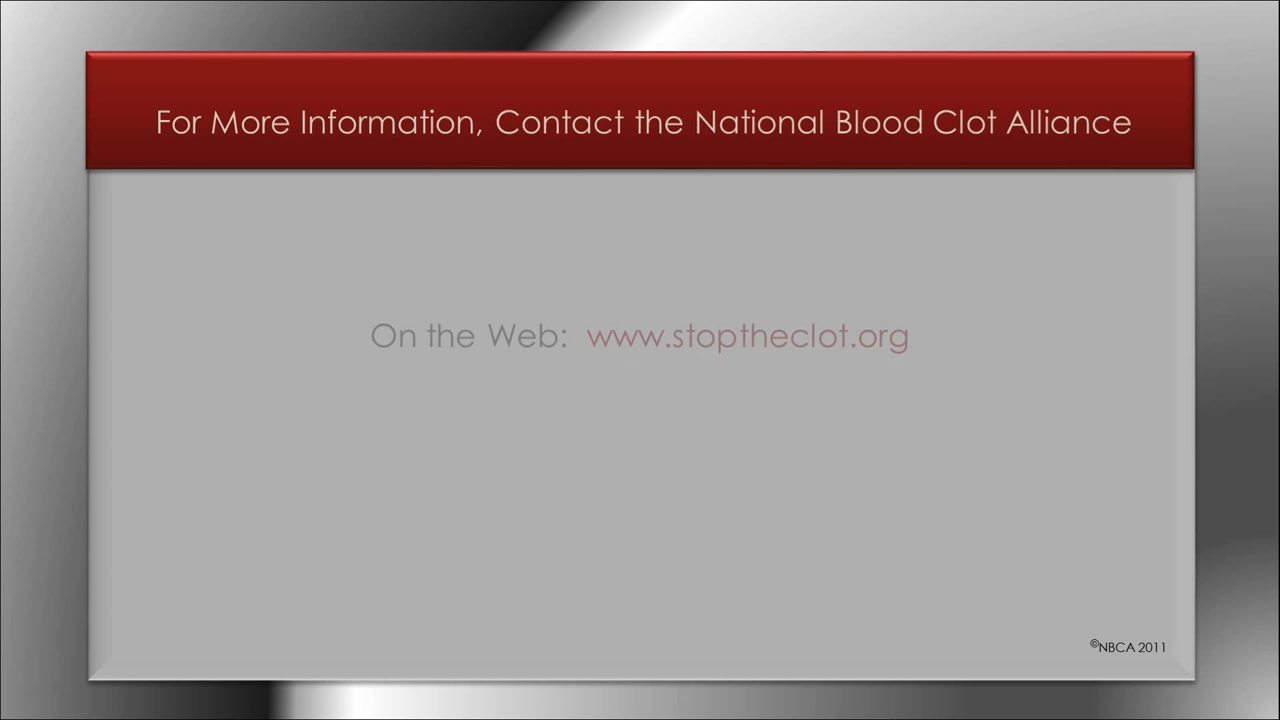 For More Information, Contact the National Blood Clot Alliance
On the Web: www.stoptheclot.org
©NBCA 2011